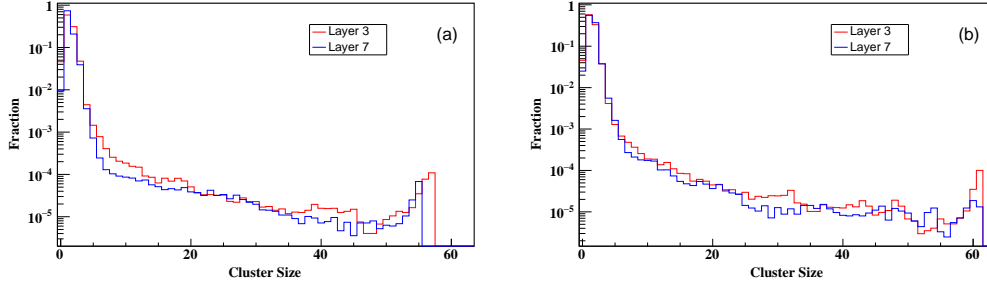 1
10⁻¹
10⁻²
10⁻³
10⁻⁴
10⁻⁵
Fraction
0
20
40
60
Cluster Size
Layer 3
Layer 7
(a)
1
10⁻¹
10⁻²
10⁻³
10⁻⁴
10⁻⁵
Fraction
0
20
40
60
Cluster Size
Layer 3
Layer 7
(b)